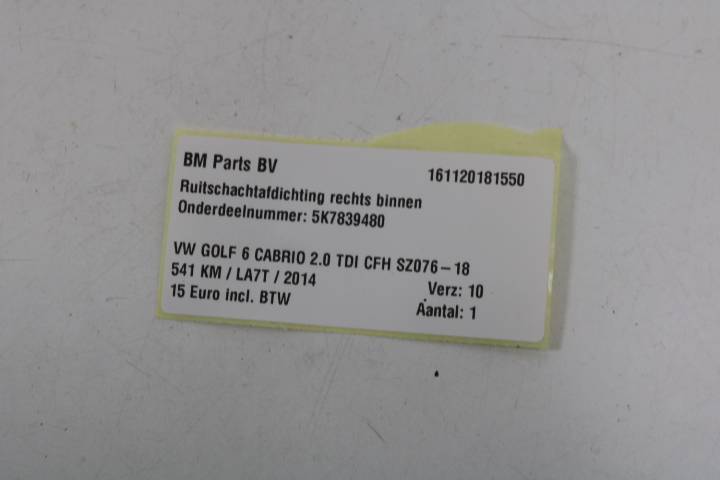 BM Parts BV 161120181550
Ruitschachtafdichting rechts binnen
Onderdeelnummer: 5K7839480
VW GOLF 6 CABRIO 2.0 TDI CFH SZ076-18
541 KM / LA7T / 2014 Verz: 10
15 Euro incl. BTW Aantal: 1